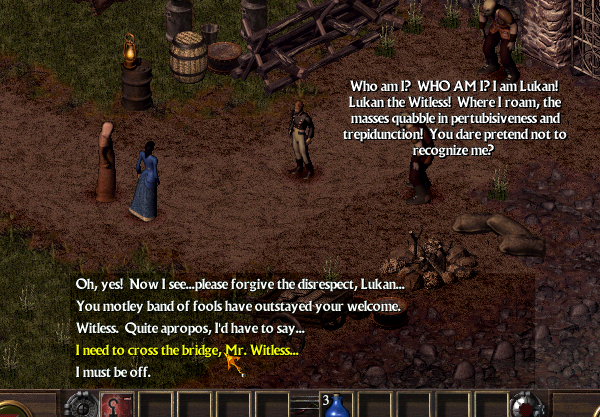 Who am I?  WHO AM I? I am Lukan!
Lukan the Witless!  Where I roam, the
masses quabble in pertubisiveness and
trepidunction!  You dare pretend not to
recognize me?
Oh, yes!  Now I see...please forgive the disrespect, Lukan...
You motley band of fools have outstayed your welcome.
Witless.  Quite apropos, I'd have to say...
I need to cross the bridge, Mr. Witless...
I must be off.
3